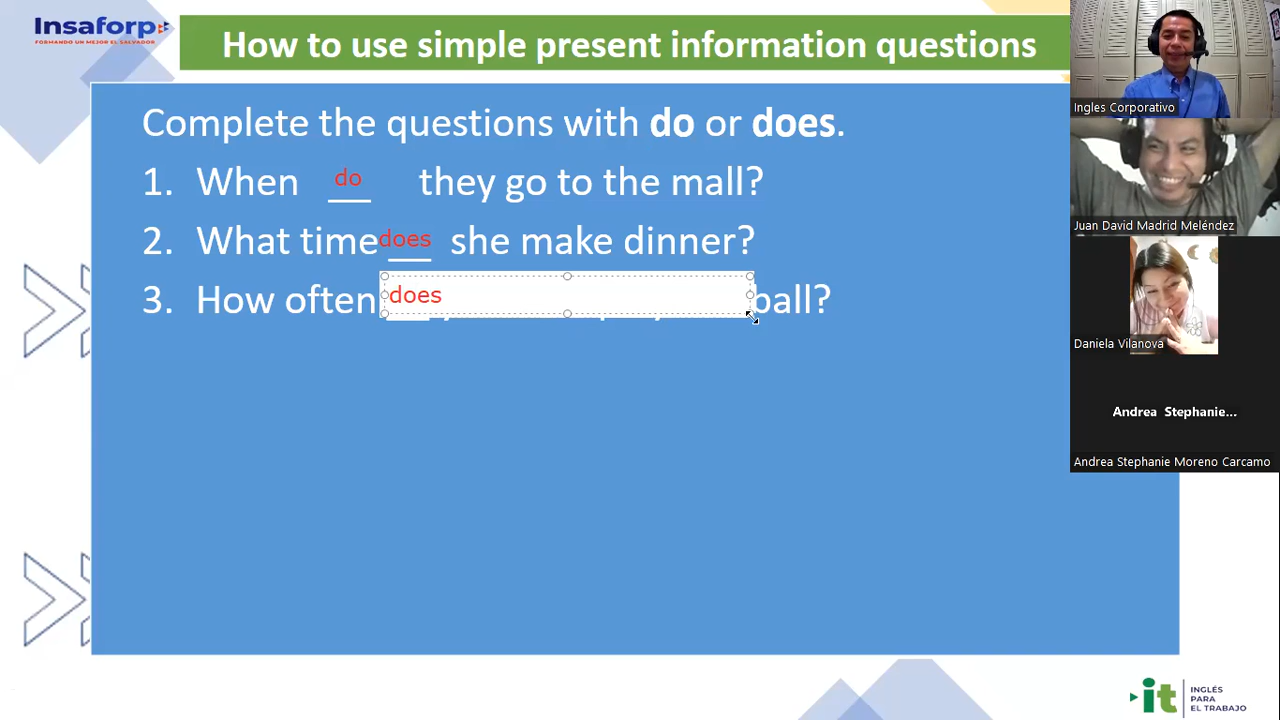 Insaforp
FORMANDO UN MEJOR EL SALVADOR
How to use simple present information questions
Complete the questions with do or does.
1. When do they go to the mall?
2. What time does she make dinner?
3. How often does ball?
Ingles Corporativo
Juan David Madrid Meléndez
Daniela Vilanova
Andrea Stephanie...
Andrea Stephanie Moreno Carcamo
it INGLÉS
PARA
EL TRABAJO